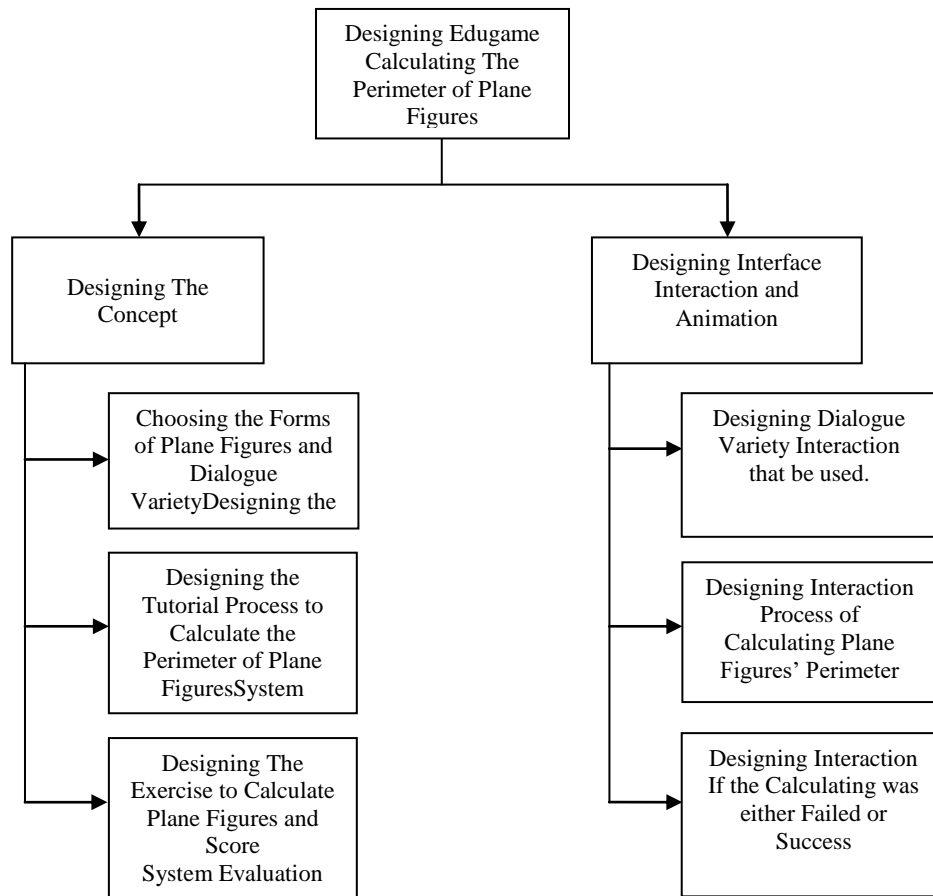 Designing Edugame
Calculating The
Perimeter of Plane
Figures
Designing The
Concept
Choosing the Forms
of Plane Figures and
Dialogue
VarietyDesigning the
Designing the
Tutorial Process to
Calculate the
Perimeter of Plane
FiguresSystem
Designing The
Exercise to Calculate
Plane Figures and
Score
System Evaluation
Designing Interface
Interaction and
Animation
Designing Dialogue
Variety Interaction
that be used.
Designing Interaction
Process of
Calculating Plane
Figures’ Perimeter
Designing Interaction
If the Calculating was
either Failed or
Success